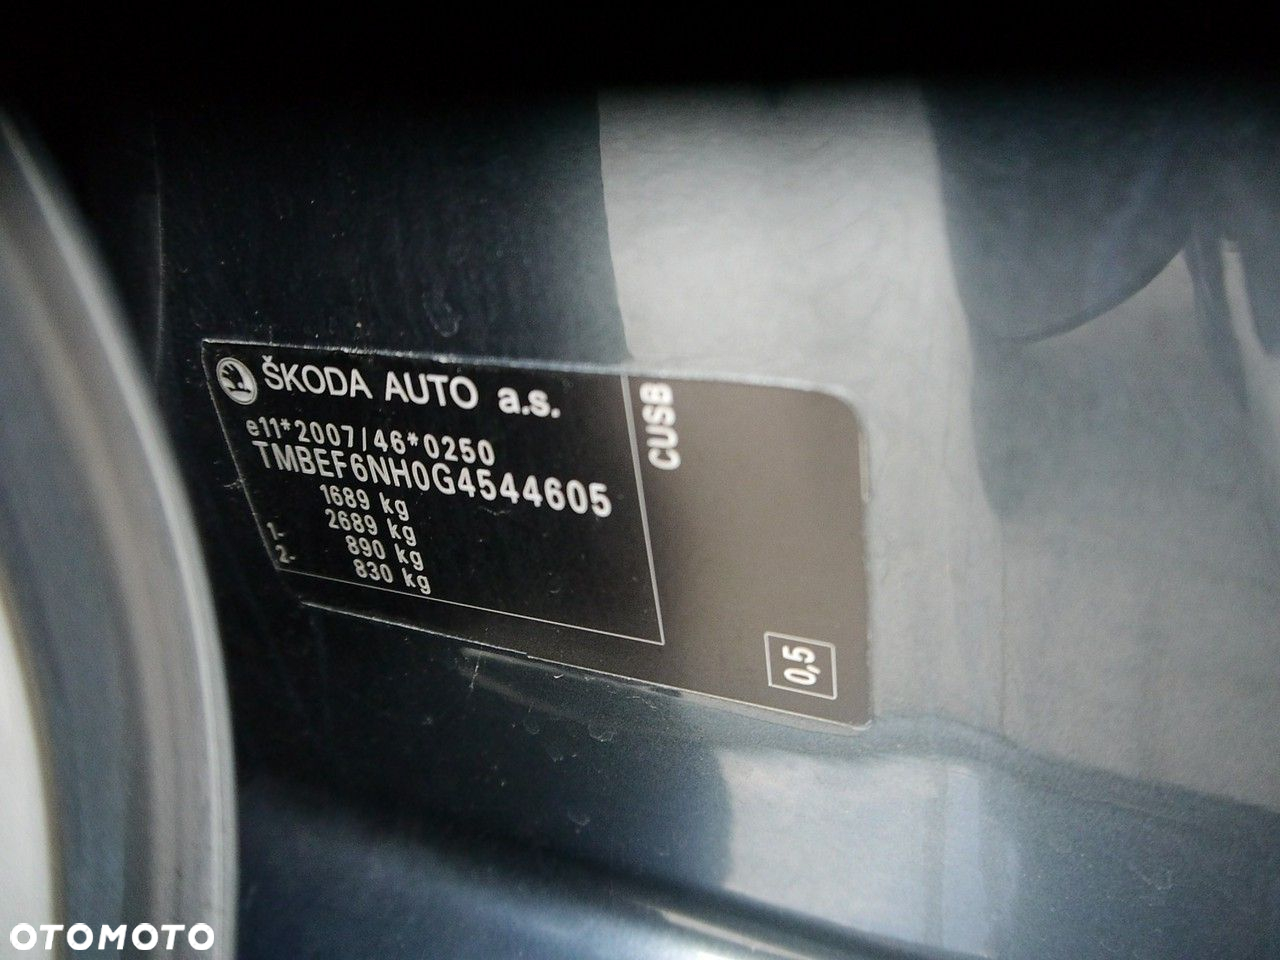 ŠKODA AUTO a.s.
e11*2007/46*0250
TMBEF6NH0G4544605
1689 kg
2689 kg
1- 890 kg
2- 830 kg
CUSB
0,5
OTOMOTO